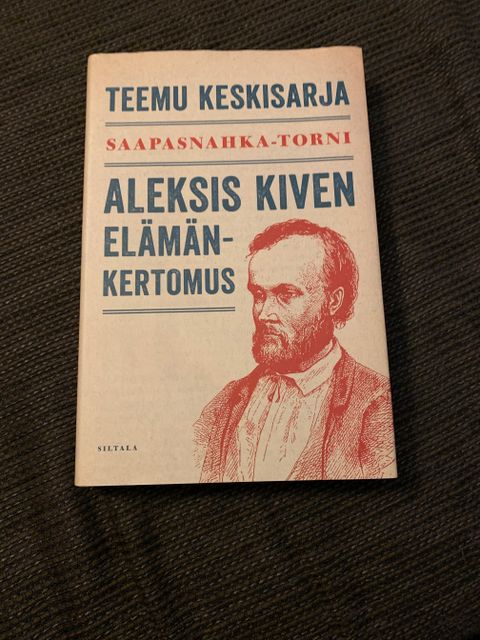 TEEMU KESKISARJA
SAAPASNAHKA-TORNI
ALEKSIS KIVEN
ELÄMÄN-
KERTOMUS
SILTALA